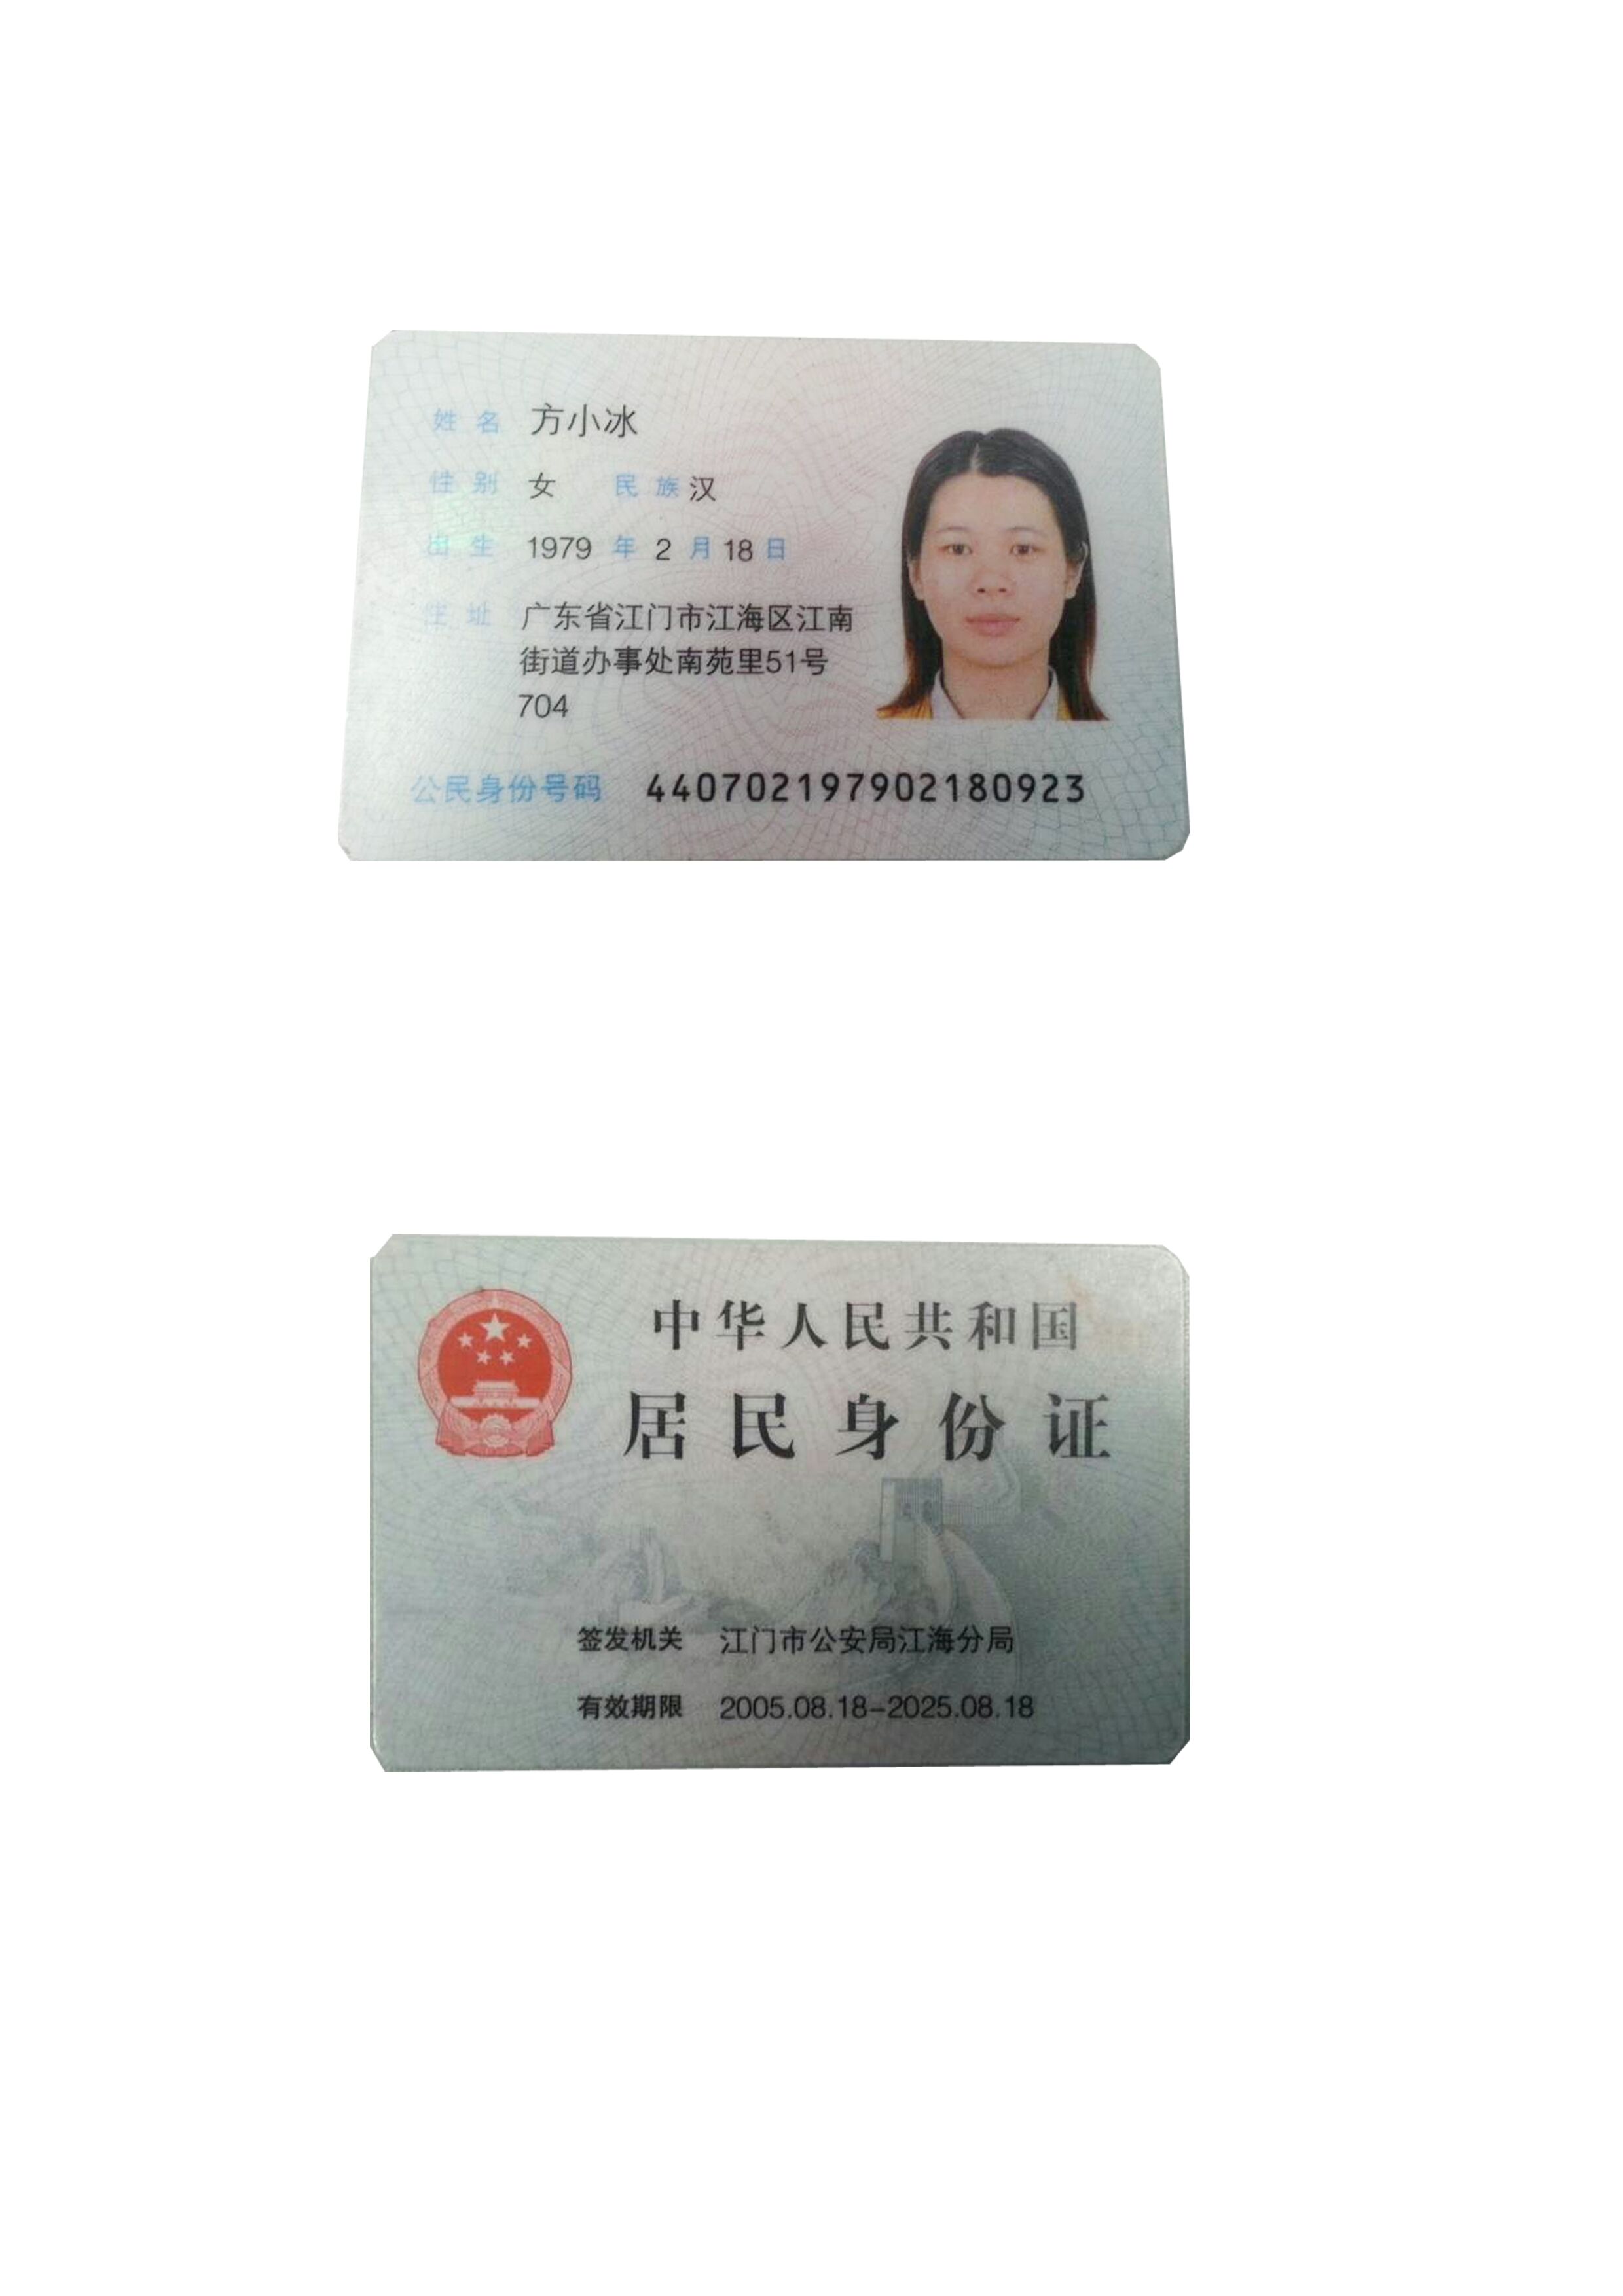 姓名 方小冰
性别 女 民族 汉
出生 1979 年 2 月 18 日
住址 广东省江门市江海区江南
街道办事处南苑里51号
704
公民身份号码 440702197902180923
中华人民共和国
居民身份证
签发机关 江门市公安局江海分局
有效期限 2005.08.18-2025.08.18